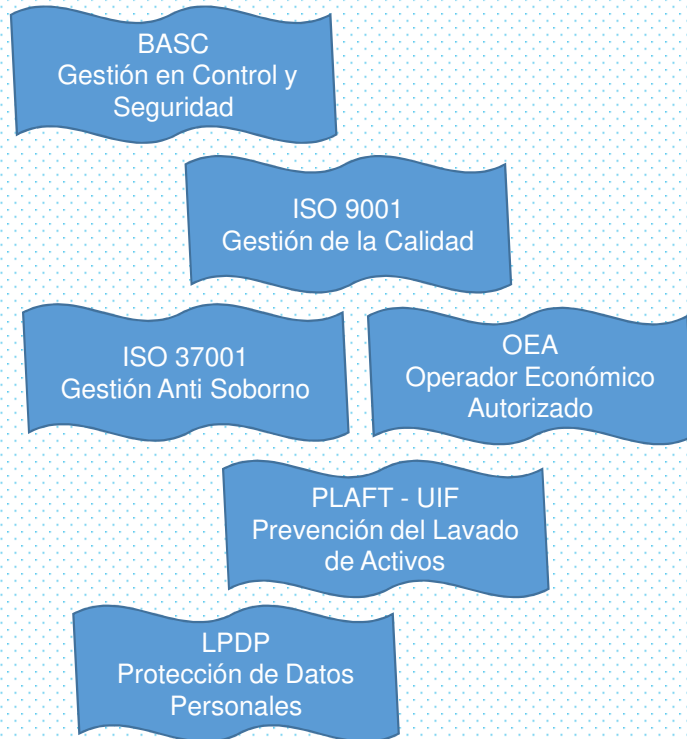 BASC
Gestión en Control y
Seguridad
ISO 9001
Gestión de la Calidad
ISO 37001
Gestión Anti Soborno
OEA
Operador Económico
Autorizado
PLAFT - UIF
Prevención del Lavado
de Activos
LPDP
Protección de Datos
Personales